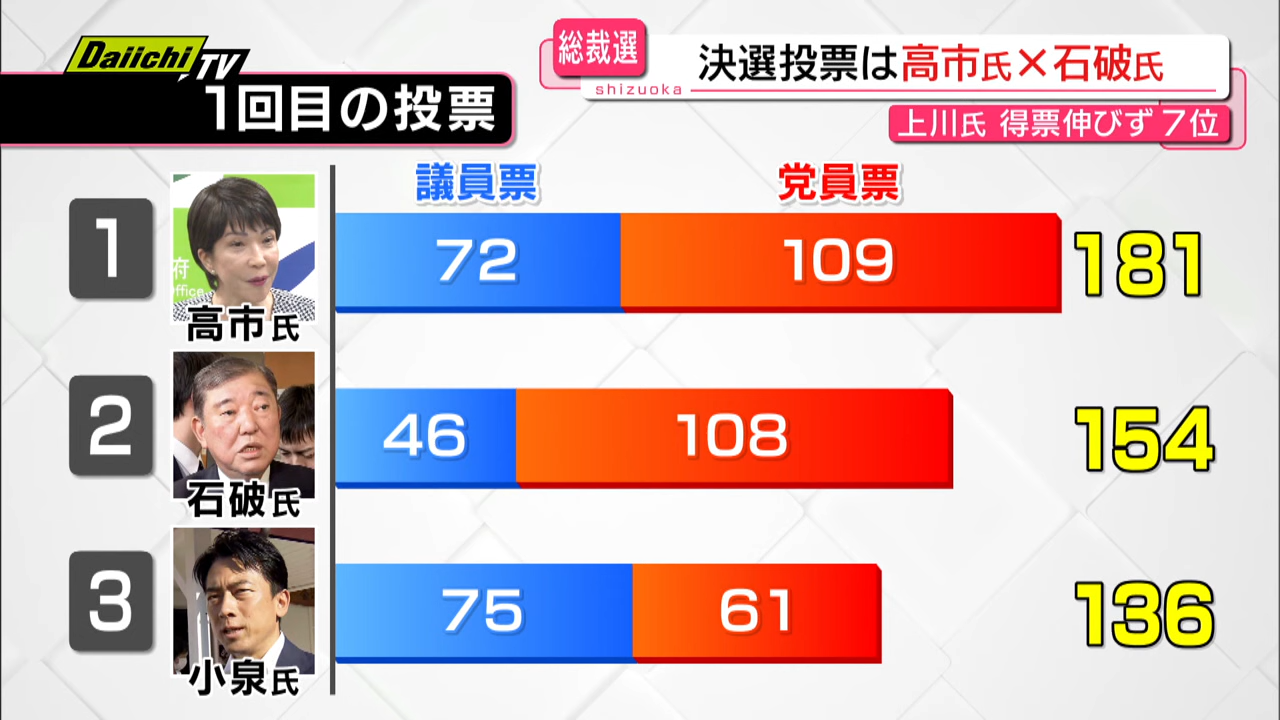 Daiichi-TV
総裁選
shizuoka
決選投票は高市氏×石破氏
上川氏 得票伸びず7位
1回目の投票
議員票 党員票
1
府
ffice
高市氏
72 109 181
2
石破氏
46 108 154
3
小泉氏
75 61 136